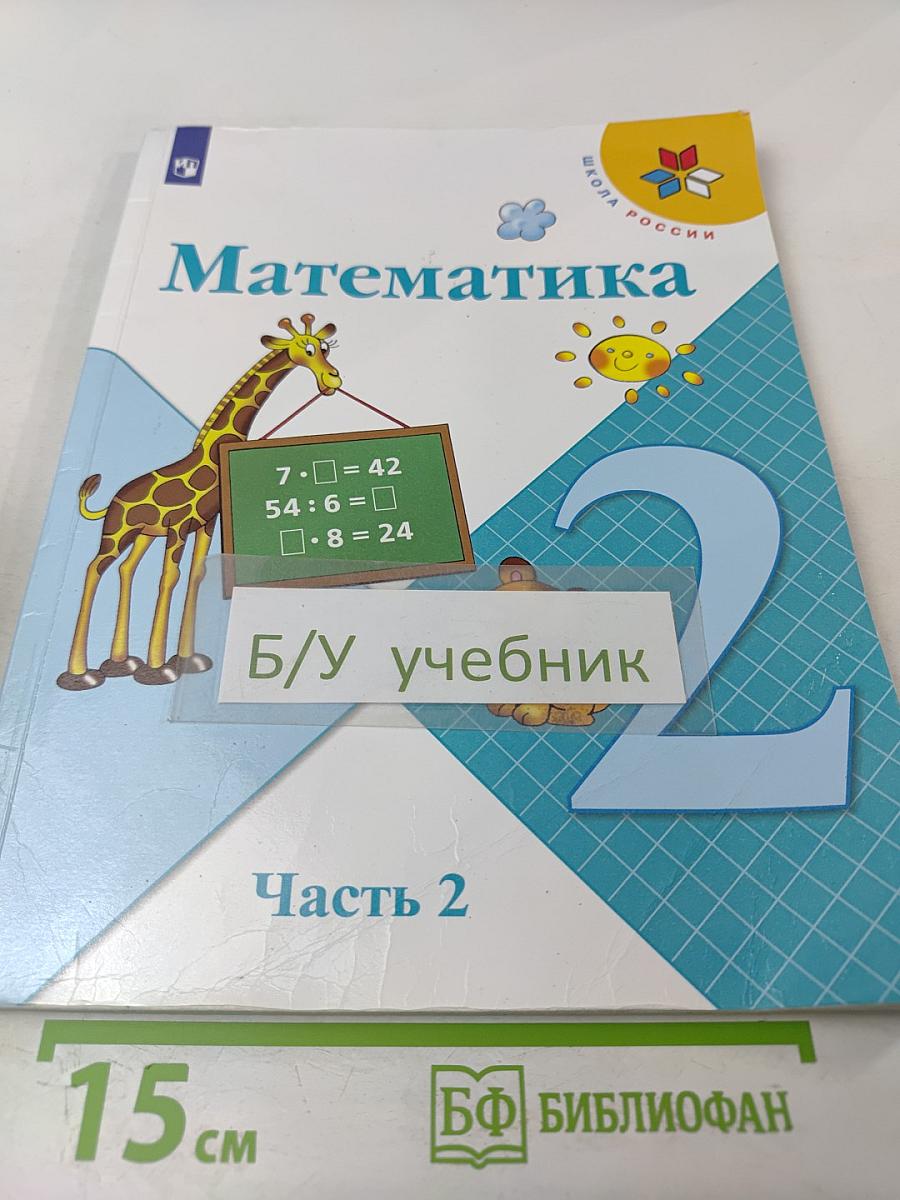 ШКОЛА РОССИИ
Математика
7 · □ = 42
54 : 6 = □
□ · 8 = 24
2
Б/У учебник
Часть 2
15 см
БФ БИБЛИОФАН